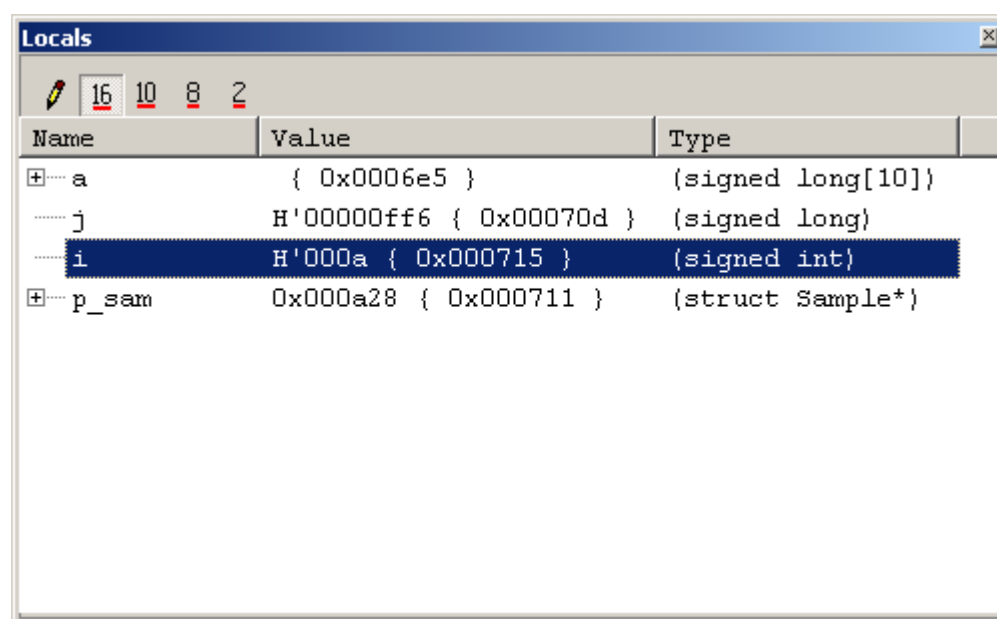 Locals
16 10 8 2
Name Value Type
a { 0x0006e5 } (signed long[10])
j H'00000ff6 { 0x00070d } (signed long)
i H'000a { 0x000715 } (signed int)
p_sam 0x000a28 { 0x000711 } (struct Sample*)